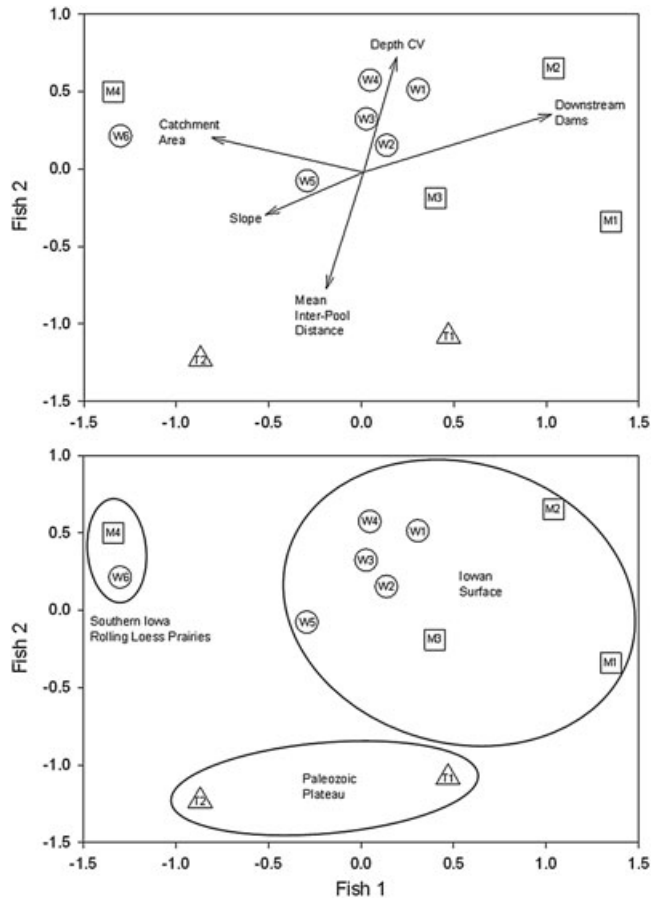 1.0
0.5
0.0
-0.5
-1.0
-1.5
Fish 2
Depth CV
M4
W6
Catchment
Area
W4
W1
W3
W2
M2
Downstream
Dams
W5
Slope
M3
M1
Mean
Inter-Pool
Distance
T2
T1
-1.5
-1.0
-0.5
0.0
0.5
1.0
1.5
1.0
0.5
0.0
-0.5
-1.0
-1.5
Fish 2
M4
W6
Southern Iowa
Rolling Loess Prairies
W4
W1
W3
W2
M2
Iowan
Surface
W5
M3
M1
Paleozoic
Plateau
T2
T1
-1.5
-1.0
-0.5
0.0
0.5
1.0
1.5
Fish 1